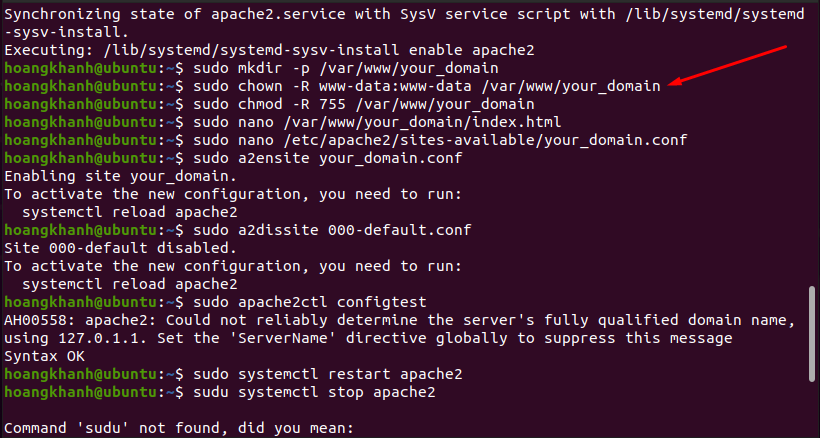 Synchronizing state of apache2.service with SysV service script with /lib/systemd/systemd
-sysv-install.
Executing: /lib/systemd/systemd-sysv-install enable apache2
hoangkhanh@ubuntu:~$ sudo mkdir -p /var/www/your_domain
hoangkhanh@ubuntu:~$ sudo chown -R www-data:www-data /var/www/your_domain
hoangkhanh@ubuntu:~$ sudo chmod -R 755 /var/www/your_domain
hoangkhanh@ubuntu:~$ sudo nano /var/www/your_domain/index.html
hoangkhanh@ubuntu:~$ sudo nano /etc/apache2/sites-available/your_domain.conf
hoangkhanh@ubuntu:~$ sudo a2ensite your_domain.conf
Enabling site your_domain.
To activate the new configuration, you need to run:
  systemctl reload apache2
hoangkhanh@ubuntu:~$ sudo a2dissite 000-default.conf
Site 000-default disabled.
To activate the new configuration, you need to run:
  systemctl reload apache2
hoangkhanh@ubuntu:~$ sudo apache2ctl configtest
AH00558: apache2: Could not reliably determine the server's fully qualified domain name,
using 127.0.1.1. Set the 'ServerName' directive globally to suppress this message
Syntax OK
hoangkhanh@ubuntu:~$ sudo systemctl restart apache2
hoangkhanh@ubuntu:~$ sudu systemctl stop apache2

Command 'sudu' not found, did you mean: